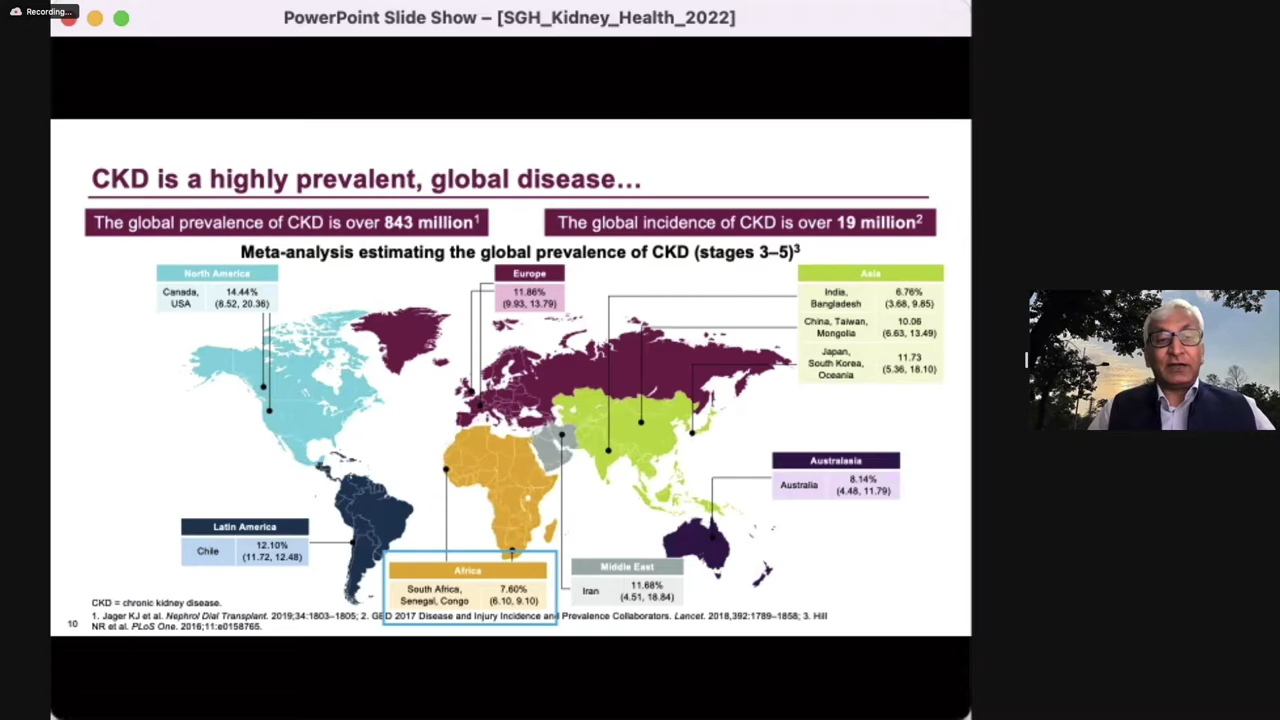 Recording...
PowerPoint Slide Show – [SGH_Kidney_Health_2022]
CKD is a highly prevalent, global disease…
The global prevalence of CKD is over 843 million1
The global incidence of CKD is over 19 million2
Meta-analysis estimating the global prevalence of CKD (stages 3–5)3
North America
Canada, USA
14.44%
(8.52, 20.36)
Europe
11.86%
(9.93, 13.79)
Asia
India, Bangladesh
6.76%
(3.68, 9.85)
China, Taiwan, Mongolia
10.06
(6.63, 13.49)
Japan, South Korea, Oceania
11.73
(5.36, 18.10)
Australasia
Australia
8.14%
(4.48, 11.79)
Latin America
Chile
12.10%
(11.72, 12.48)
Africa
South Africa, Senegal, Congo
7.60%
(6.10, 9.10)
Middle East
Iran
11.68%
(4.51, 18.84)
CKD = chronic kidney disease.
1. Jager KJ et al. Nephrol Dial Transplant. 2019;34:1803–1805; 2. GBD 2017 Disease and Injury Incidence and Prevalence Collaborators. Lancet. 2018,392:1789–1858; 3. Hill
NR et al. PLoS One. 2016;11:e0158765.
10